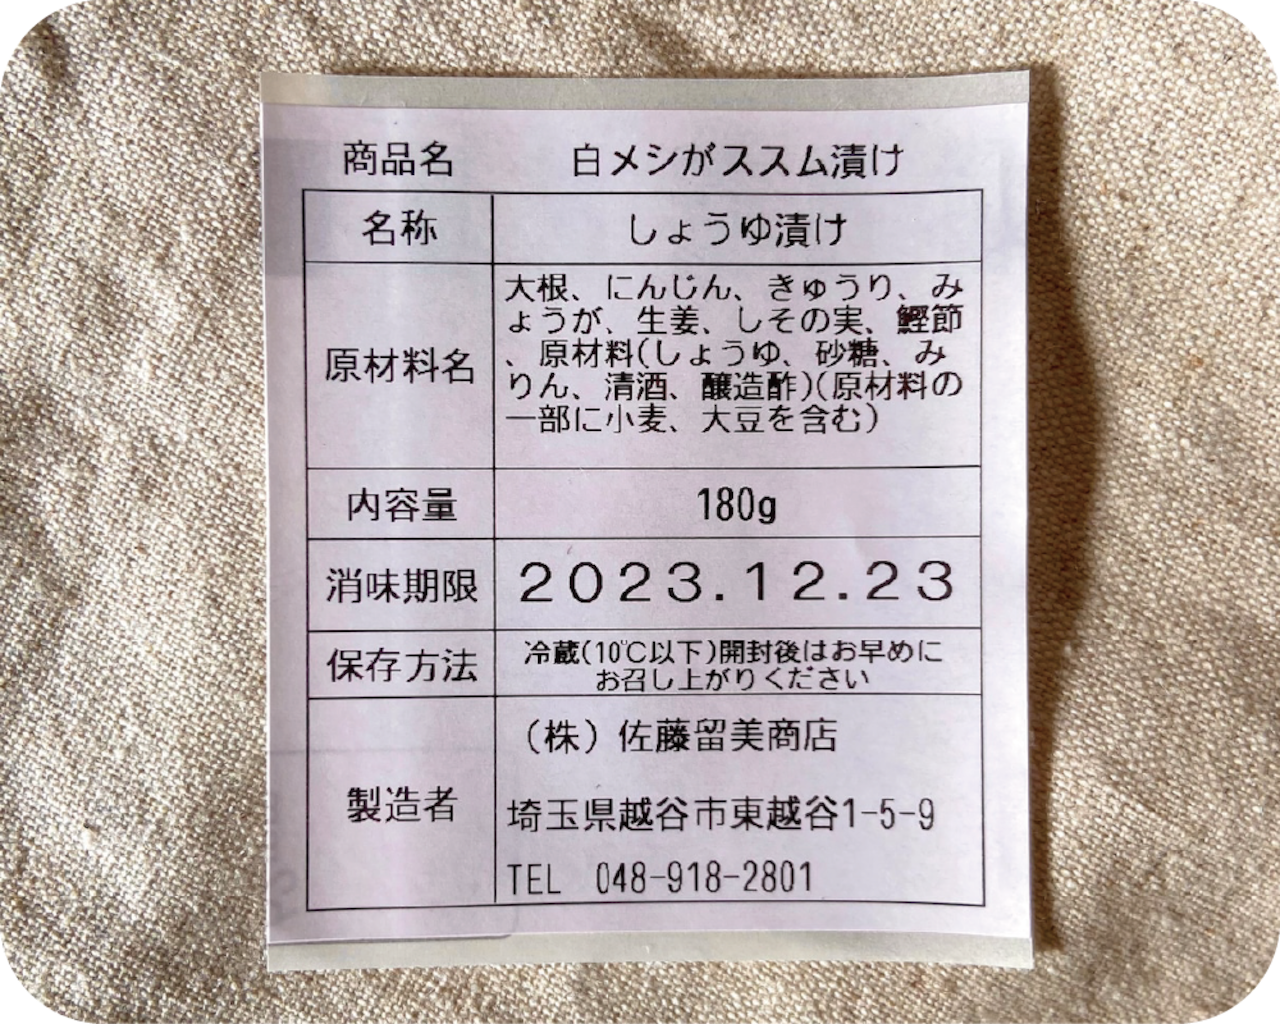 商品名 白メシがススム漬け
名称 しょうゆ漬け
原材料名 大根、にんじん、きゅうり、み
ょうが、生姜、しその実、鰹節
、原材料(しょうゆ、砂糖、み
りん、清酒、醸造酢)(原材料の
一部に小麦、大豆を含む)
内容量 180g
消味期限 2023.12.23
保存方法 冷蔵(10℃以下)開封後はお早めに
お召し上がりください
製造者 (株)佐藤留美商店
埼玉県越谷市東越谷1-5-9
TEL 048-918-2801